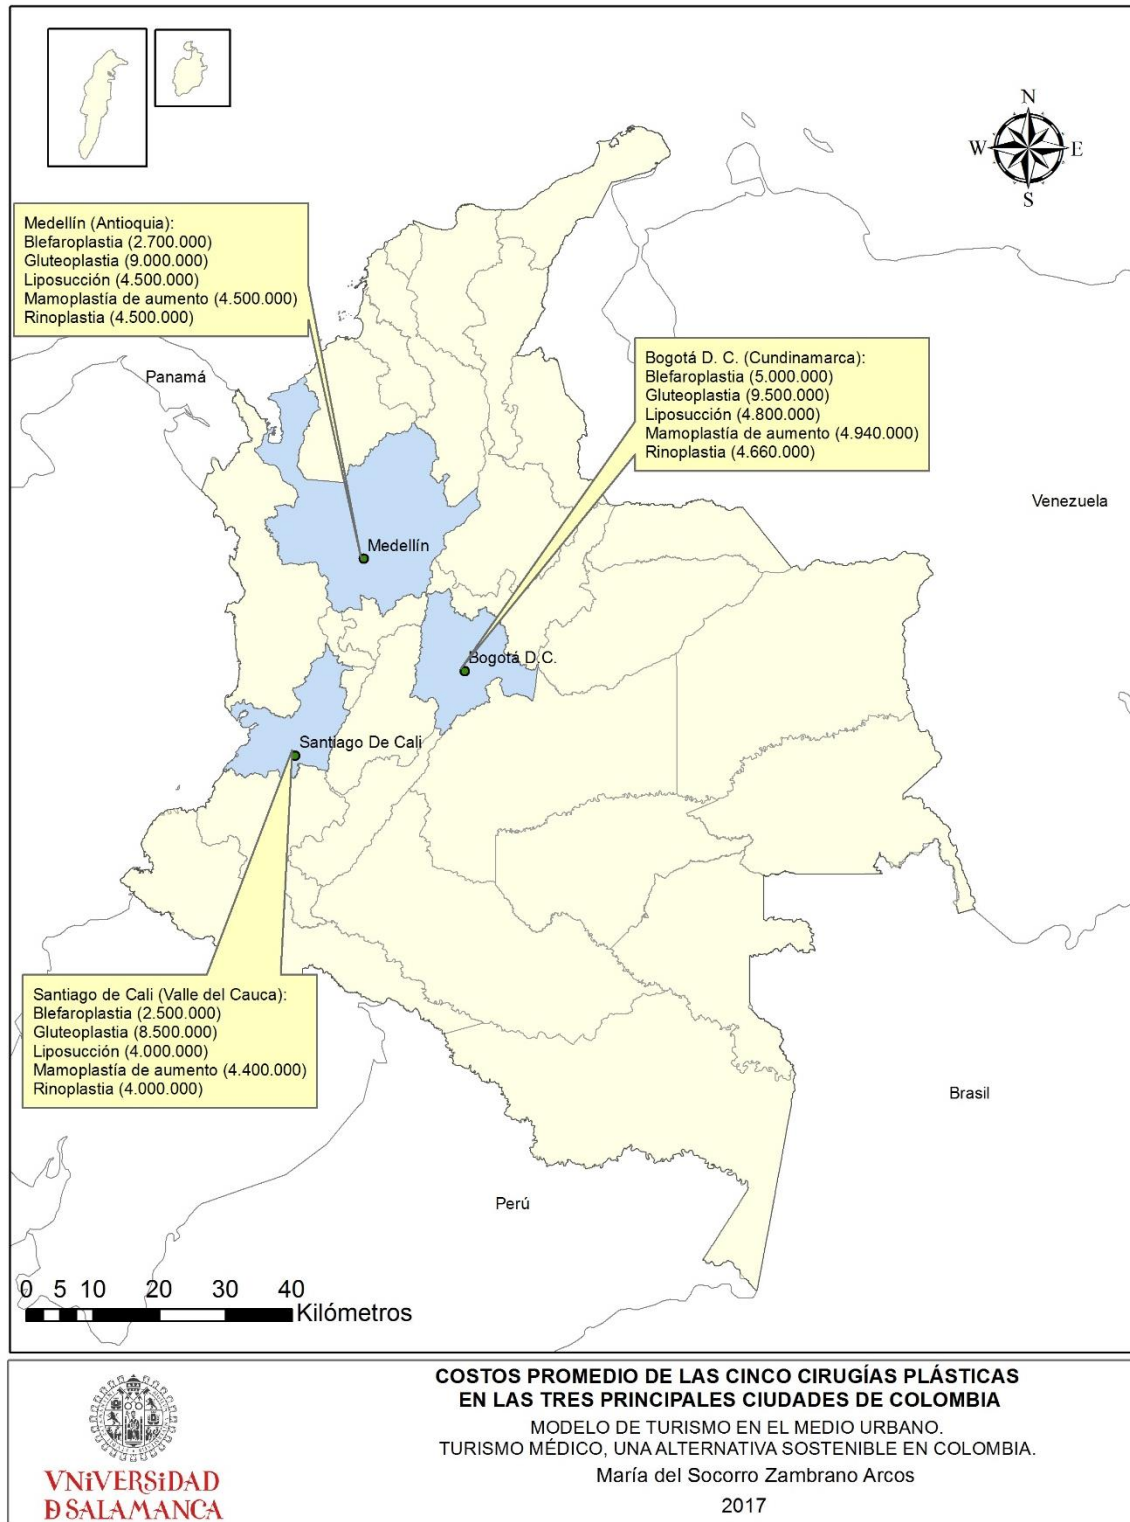 N
W E
S
Medellín (Antioquia):
Blefaroplastia (2.700.000)
Gluteoplastia (9.000.000)
Liposucción (4.500.000)
Mamoplastía de aumento (4.500.000)
Rinoplastia (4.500.000)
Bogotá D. C. (Cundinamarca):
Blefaroplastia (5.000.000)
Gluteoplastia (9.500.000)
Liposucción (4.800.000)
Mamoplastía de aumento (4.940.000)
Rinoplastia (4.660.000)
Panamá
Venezuela
Medellín
Bogotá D.C.
Santiago De Cali
Santiago de Cali (Valle del Cauca):
Blefaroplastia (2.500.000)
Gluteoplastia (8.500.000)
Liposucción (4.000.000)
Mamoplastía de aumento (4.400.000)
Rinoplastia (4.000.000)
Brasil
Perú
0 5 10 20 30 40
Kilómetros
COSTOS PROMEDIO DE LAS CINCO CIRUGÍAS PLÁSTICAS
EN LAS TRES PRINCIPALES CIUDADES DE COLOMBIA
MODELO DE TURISMO EN EL MEDIO URBANO.
TURISMO MÉDICO, UNA ALTERNATIVA SOSTENIBLE EN COLOMBIA.
María del Socorro Zambrano Arcos
2017
VNiVERSiDAD
D SALAMANCA